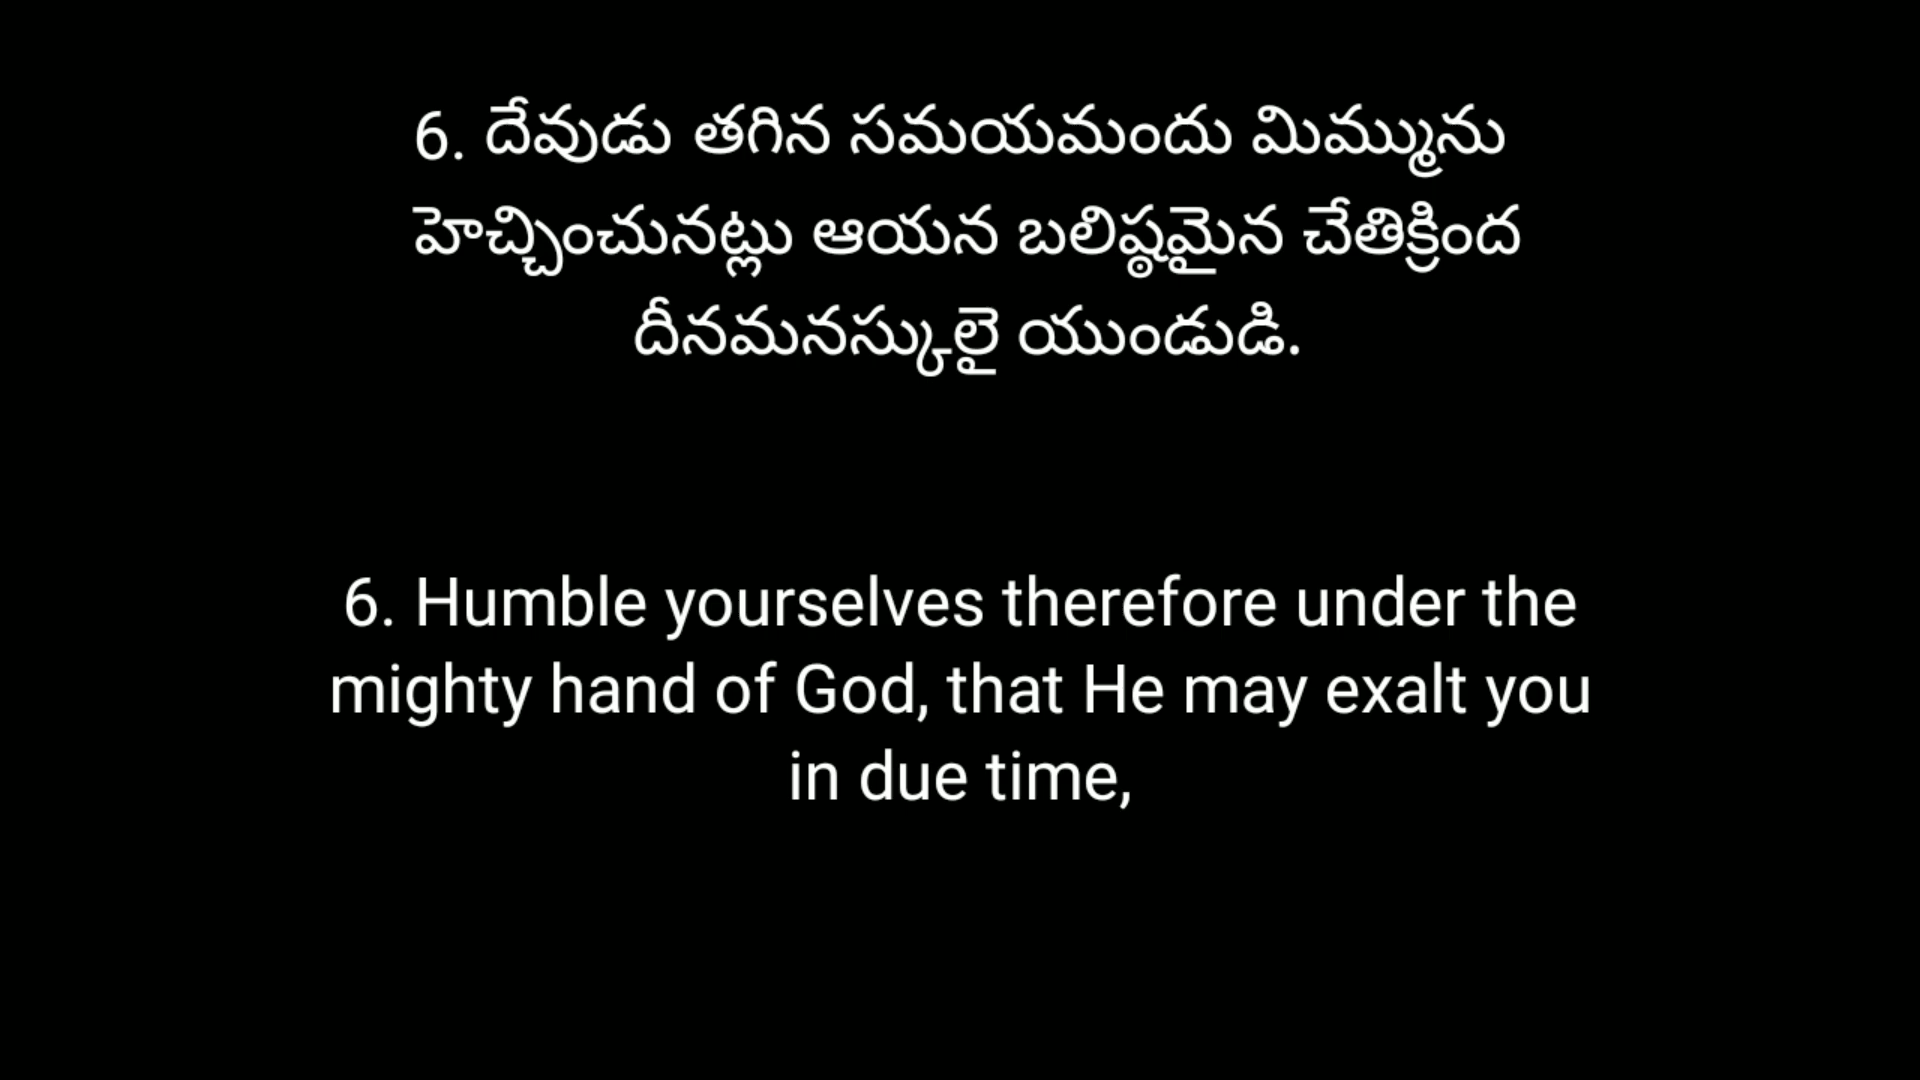 6. దేవుడు తగిన సమయమందు మిమ్మును
హెచ్చించునట్లు ఆయన బలిష్ఠమైన చేతిక్రింద
దీనమనస్కులై యుండుడి.
6. Humble yourselves therefore under the
mighty hand of God, that He may exalt you
in due time,